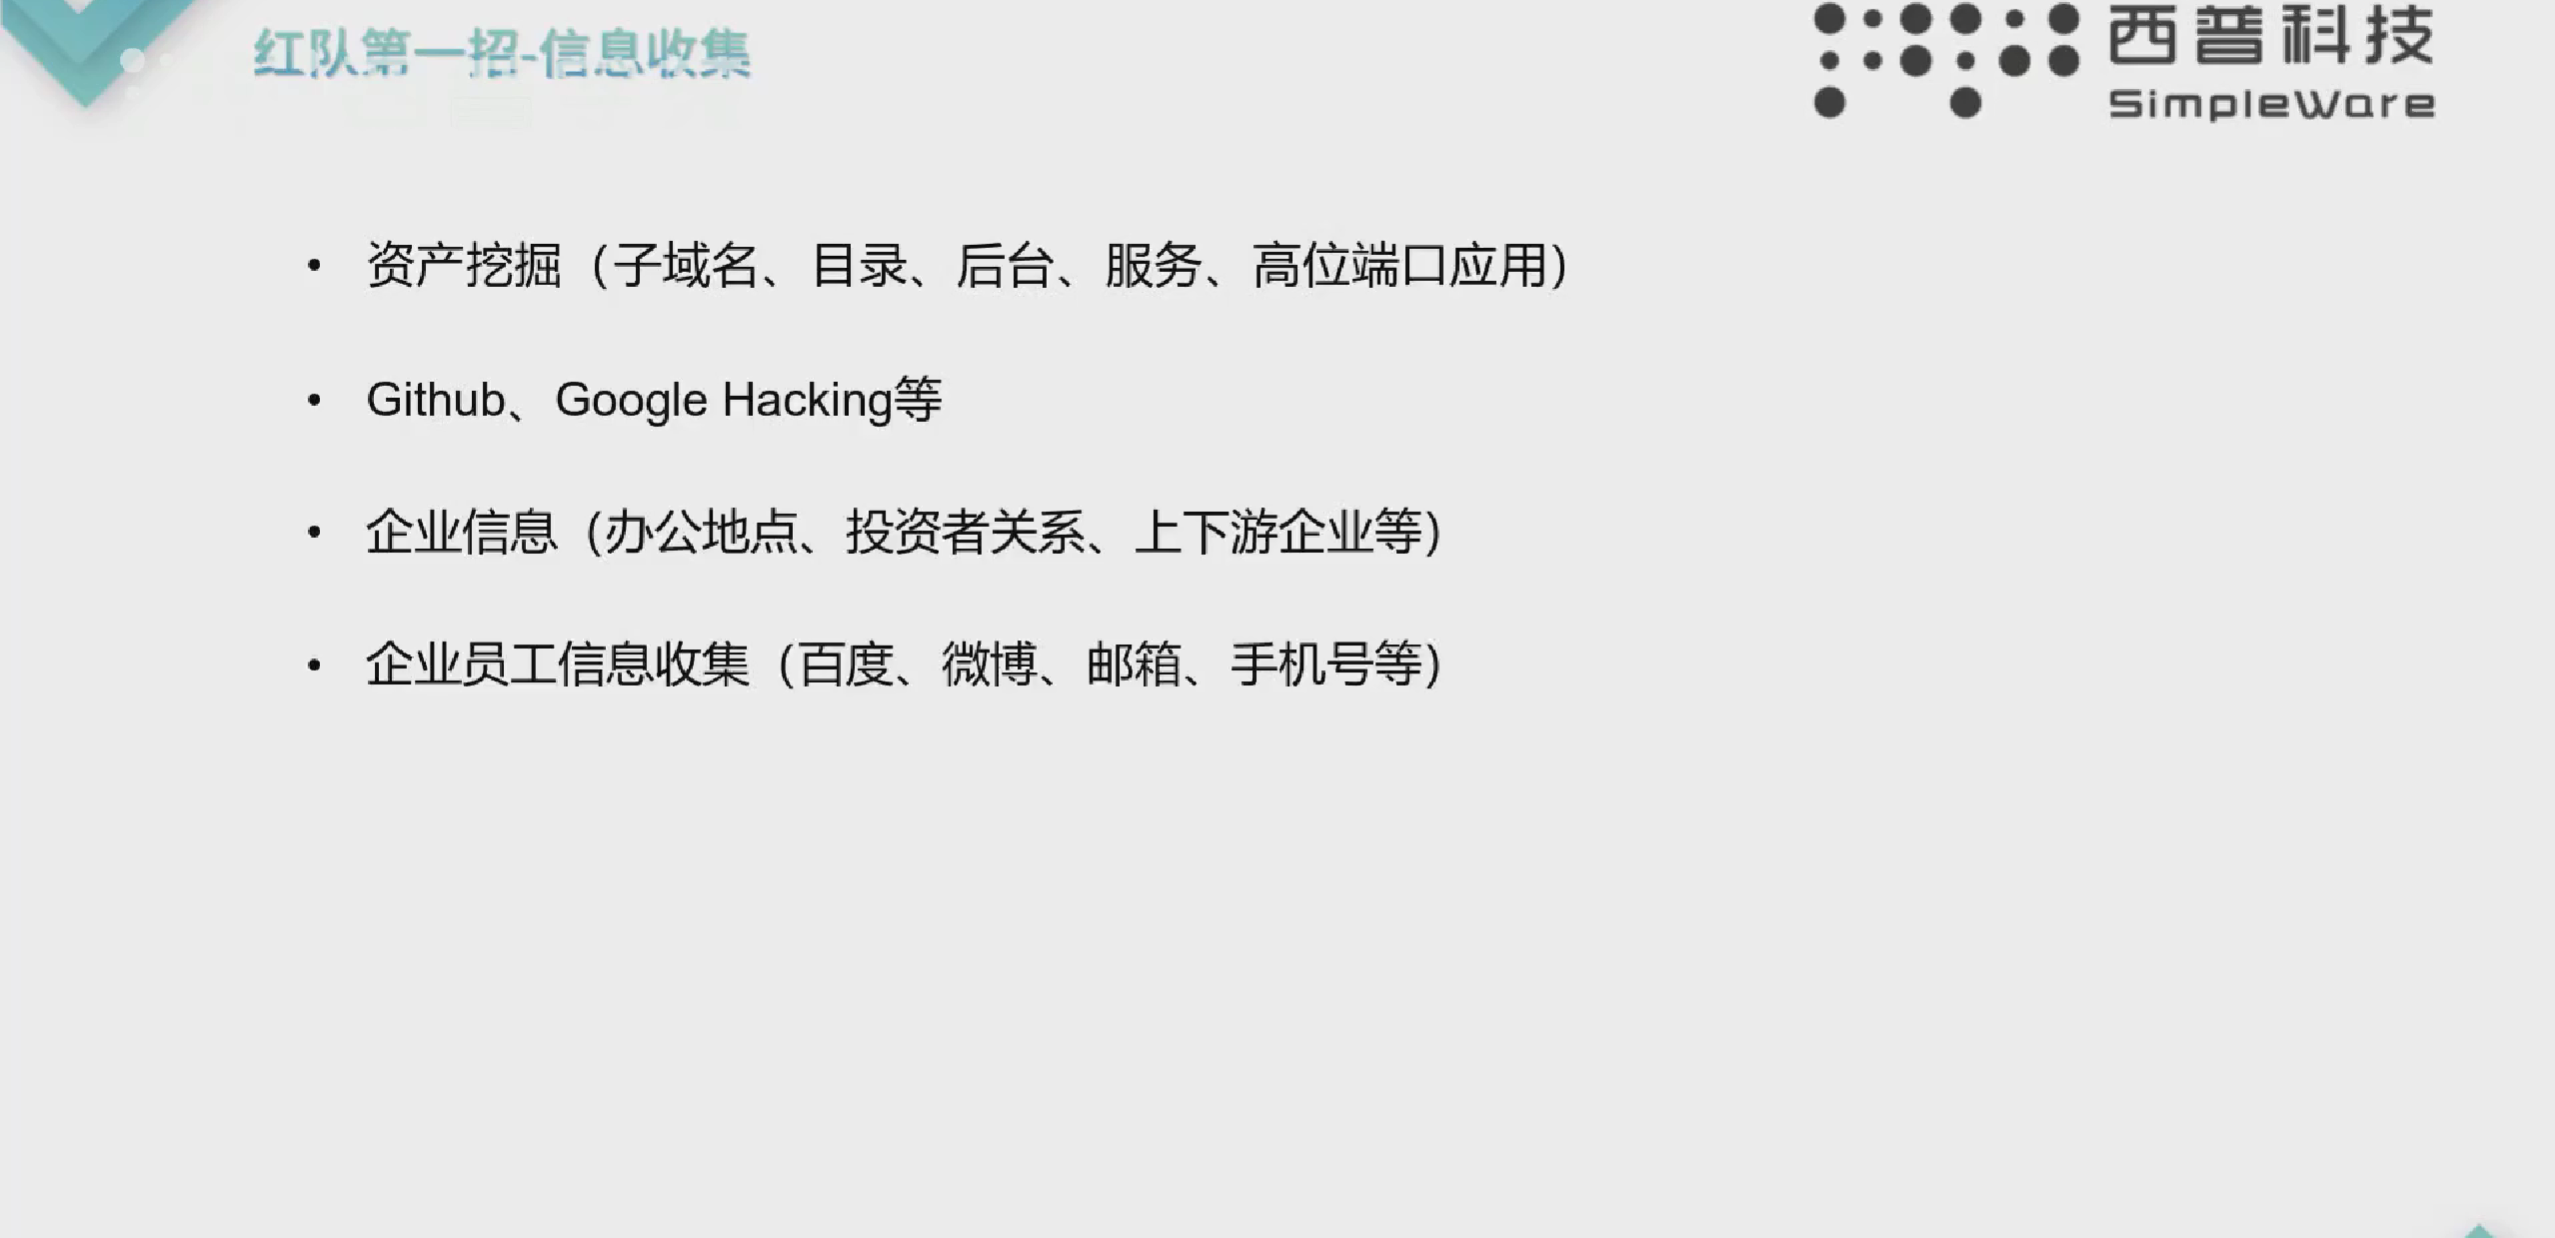 红队第一招-信息收集
西普科技
SimpleWare
• 资产挖掘（子域名、目录、后台、服务、高位端口应用）
• Github、Google Hacking等
• 企业信息（办公地点、投资者关系、上下游企业等）
• 企业员工信息收集（百度、微博、邮箱、手机号等）